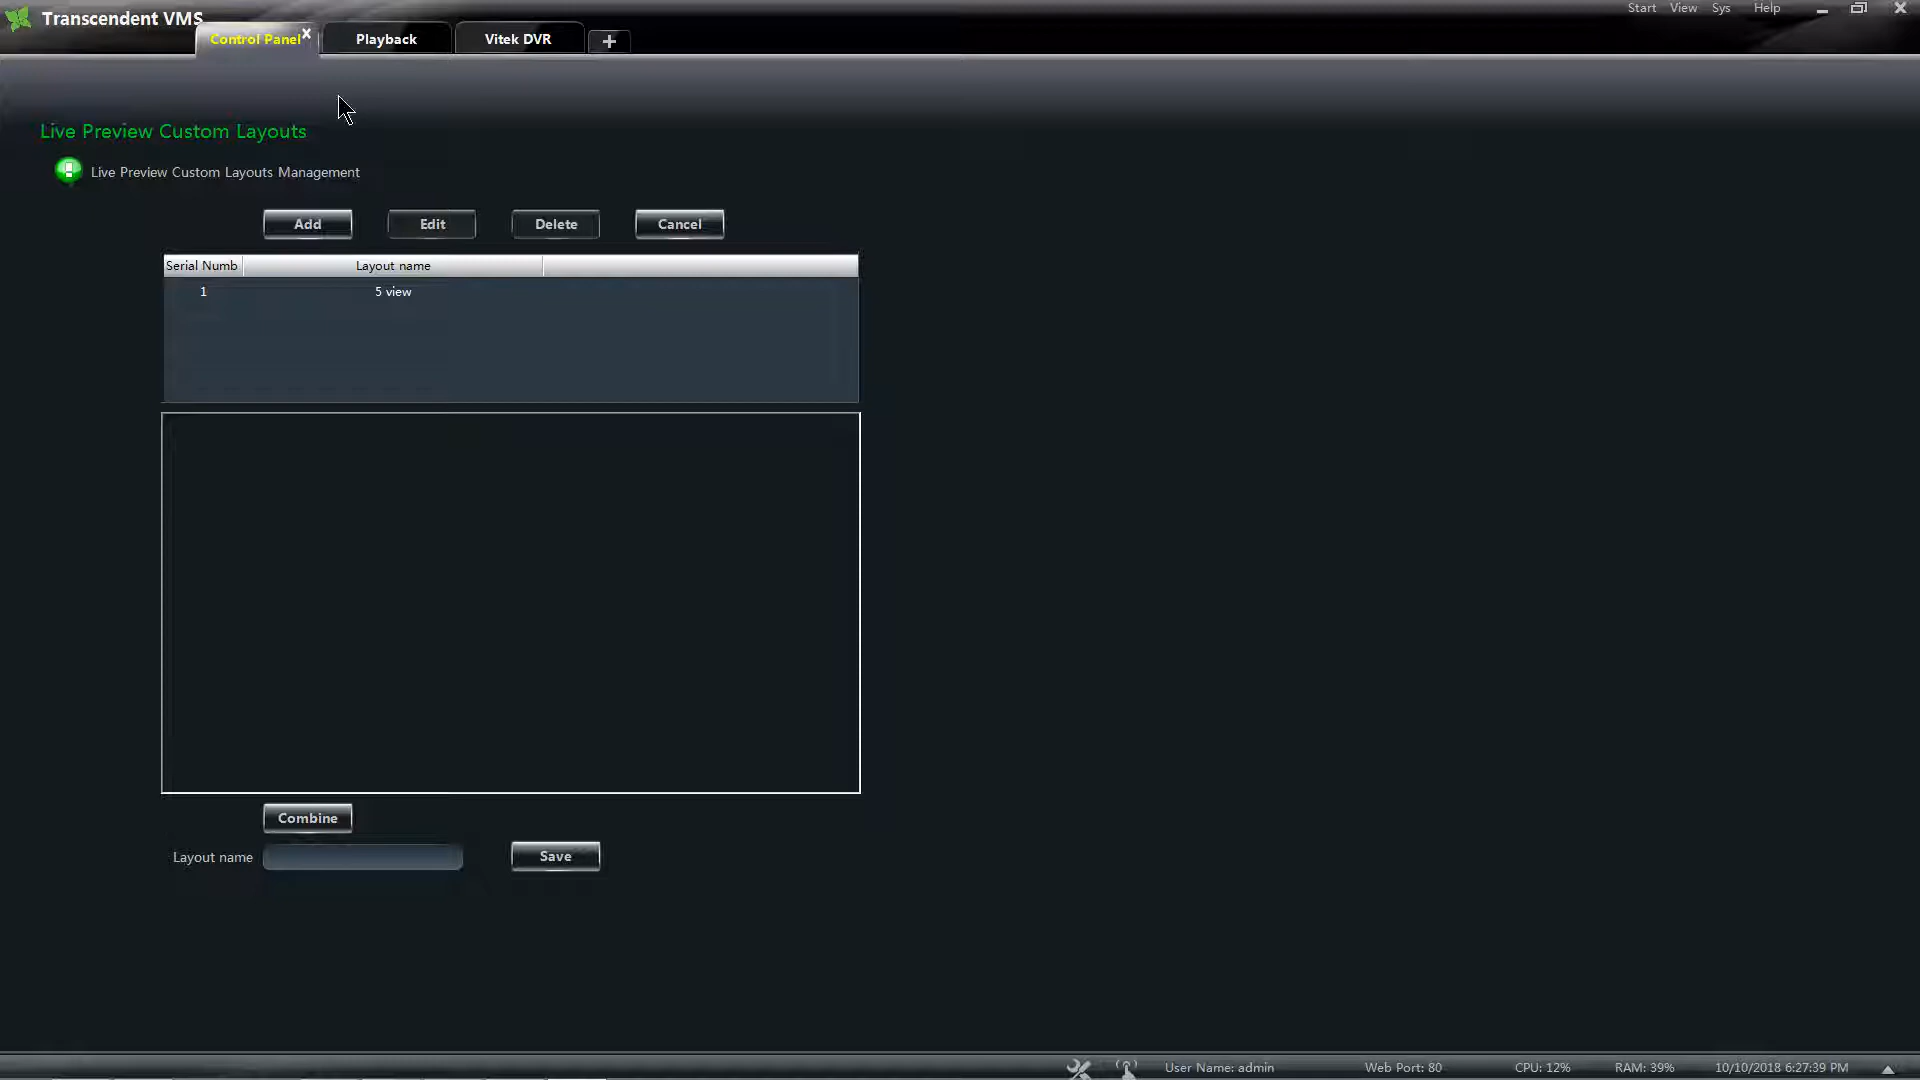 Transcendent VMS
Start View Sys Help
Control Panel x Playback Vitek DVR +
Live Preview Custom Layouts
Live Preview Custom Layouts Management
Add Edit Delete Cancel
Serial Numb Layout name
1 5 view
Combine
Layout name Save
User Name: admin Web Port: 80 CPU: 12% RAM: 39% 10/10/2018 6:27:39 PM